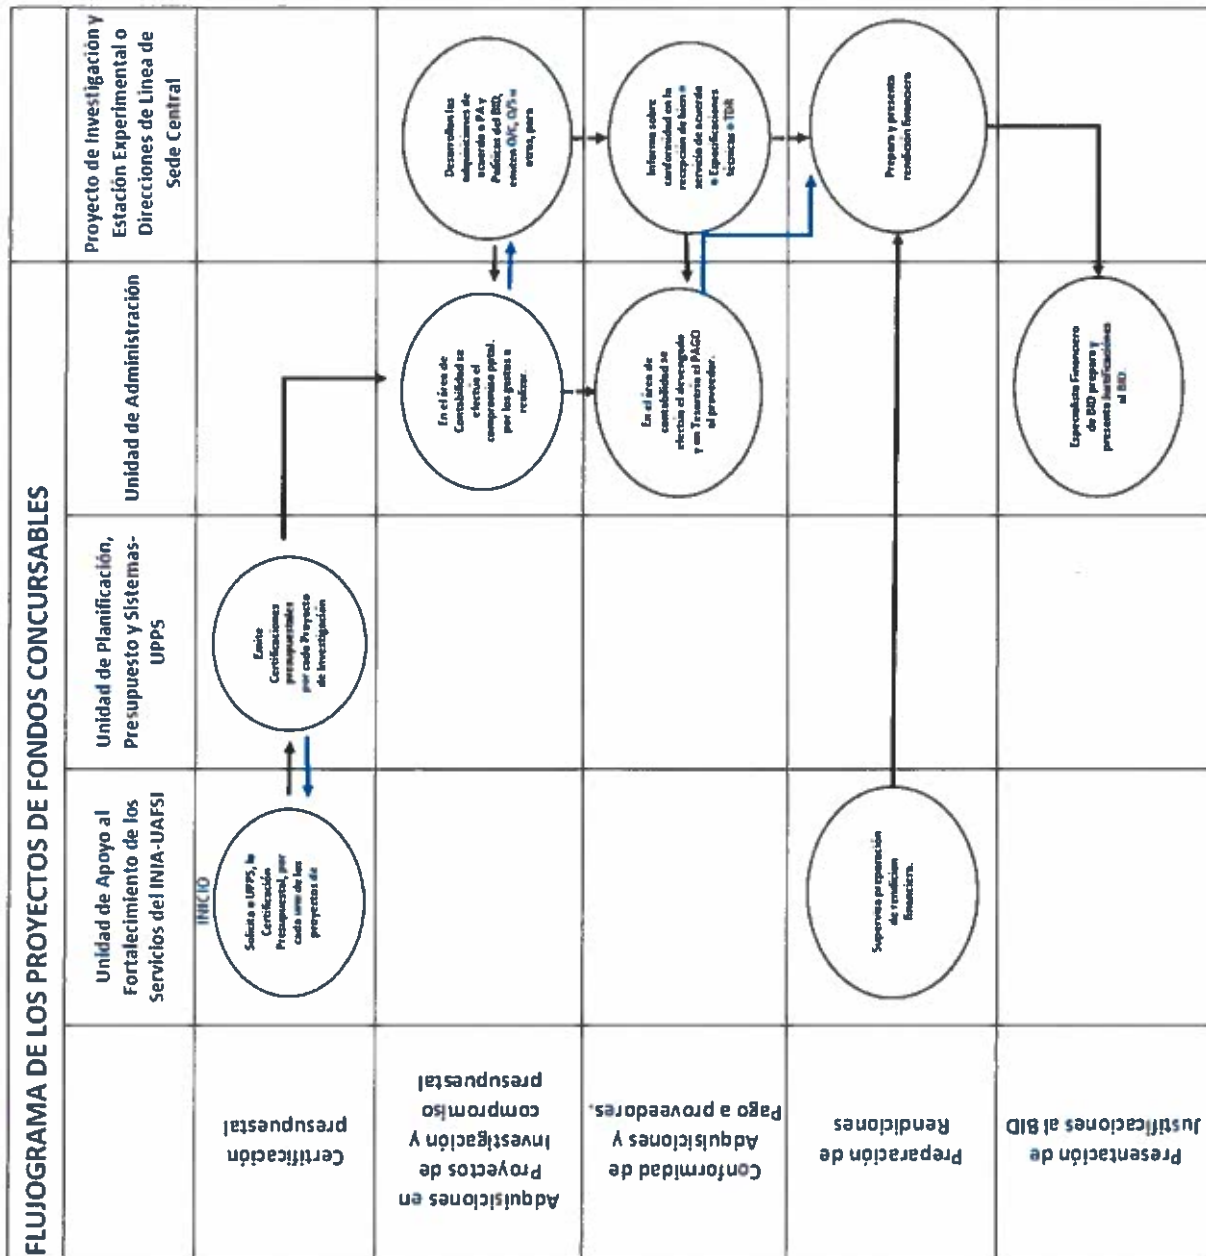 FLUJOGRAMA DE LOS PROYECTOS DE FONDOS CONCURSABLES
Unidad de Apoyo al
Fortalecimiento de los
Servicios del INIA-UAFSI
Unidad de Planificación,
Presupuesto y Sistemas-
UPPS
Unidad de Administración
Proyecto de Investigación y
Estación Experimental o
Direcciones de Línea de
Sede Central
Certificación
presupuestal
INICIO
Solicita a UPPS, la
Certificación
Presupuestal, por
cada uno de los
proyectos de
Emite
Certificaciones
presupuestales
por cada Proyecto
de Investigación
Adquisiciones en
Proyectos de
Investigación y
compromiso
presupuestal
En el área de
Contabilidad se
efectúa el
compromiso pptal.
por los gastos a
realizar.
Desarrollan las
adquisiciones de
acuerdo a PA y
Políticas del BID,
emiten O/C, O/S u
otros, para
Conformidad de
Adquisiciones y
Pago a proveedores.
En el área de
contabilidad se
efectúa el devengado
y en Tesorería el PAGO
al proveedor.
Informa sobre
conformidad en la
recepción de bien o
servicio de acuerdo
a Especificaciones
técnicas o TDR
Preparación de
Rendiciones
Supervisa preparación
de rendición
financiera.
Prepara y presenta
rendición financiera
Presentación de
Justificaciones al BID
Especialista Financiero
de BID prepara y
presenta Justificaciones
al BID.